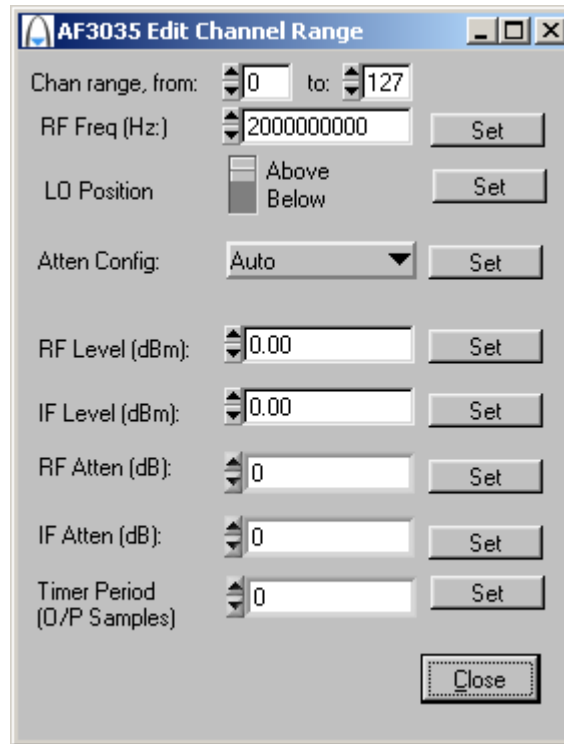 AF3035 Edit Channel Range
Chan range, from: 0 to: 127
RF Freq (Hz:) 2000000000 Set
LO Position Above Below Set
Atten Config: Auto Set
RF Level (dBm): 0.00 Set
IF Level (dBm): 0.00 Set
RF Atten (dB): 0 Set
IF Atten (dB): 0 Set
Timer Period (O/P Samples) 0 Set
Close